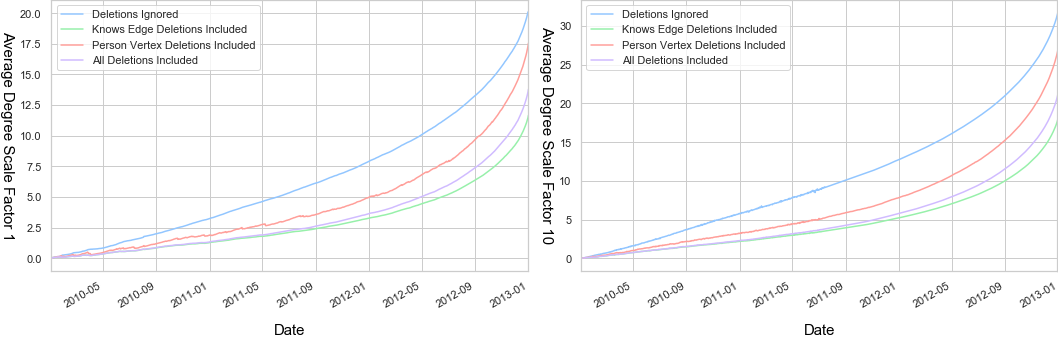 Average Degree Scale Factor 1
20.0
17.5
15.0
12.5
10.0
7.5
5.0
2.5
0.0
Deletions Ignored
Knows Edge Deletions Included
Person Vertex Deletions Included
All Deletions Included
2010-05
2010-09
2011-01
2011-05
2011-09
2012-01
2012-05
2012-09
2013-01
Date
Average Degree Scale Factor 10
30
25
20
15
10
5
0
Deletions Ignored
Knows Edge Deletions Included
Person Vertex Deletions Included
All Deletions Included
2010-05
2010-09
2011-01
2011-05
2011-09
2012-01
2012-05
2012-09
2013-01
Date